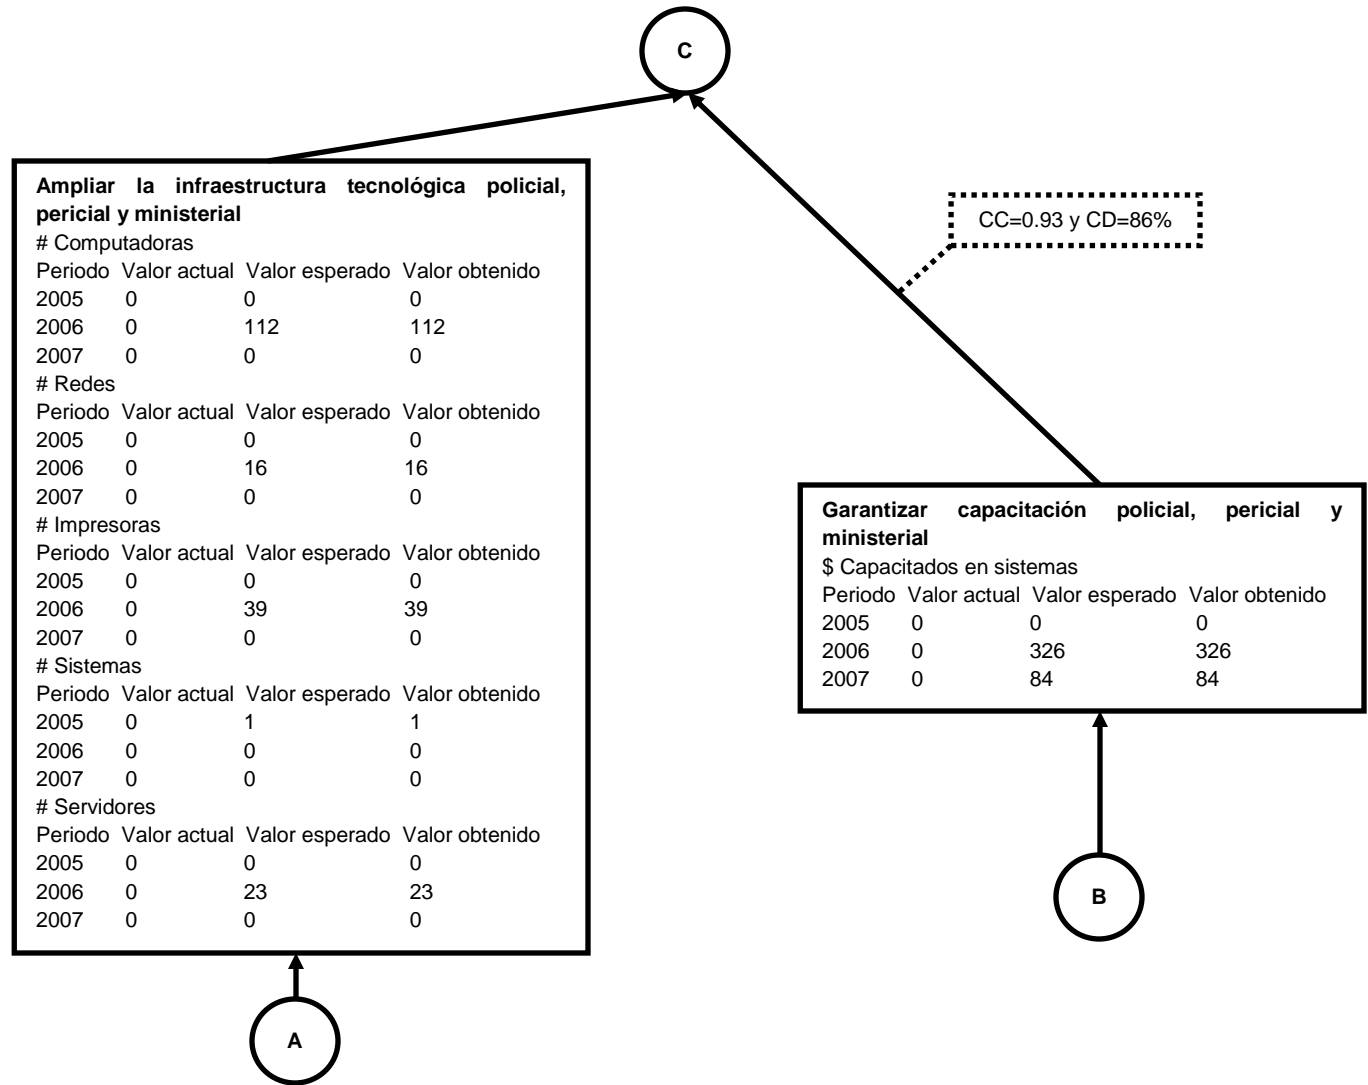 C
Ampliar la infraestructura tecnológica policial,
pericial y ministerial
# Computadoras
Periodo Valor actual Valor esperado Valor obtenido
2005 0 0 0
2006 0 112 112
2007 0 0 0
# Redes
Periodo Valor actual Valor esperado Valor obtenido
2005 0 0 0
2006 0 16 16
2007 0 0 0
# Impresoras
Periodo Valor actual Valor esperado Valor obtenido
2005 0 0 0
2006 0 39 39
2007 0 0 0
# Sistemas
Periodo Valor actual Valor esperado Valor obtenido
2005 0 1 1
2006 0 0 0
2007 0 0 0
# Servidores
Periodo Valor actual Valor esperado Valor obtenido
2005 0 0 0
2006 0 23 23
2007 0 0 0
A
CC=0.93 y CD=86%
Garantizar capacitación policial, pericial y
ministerial
$ Capacitados en sistemas
Periodo Valor actual Valor esperado Valor obtenido
2005 0 0 0
2006 0 326 326
2007 0 84 84
B